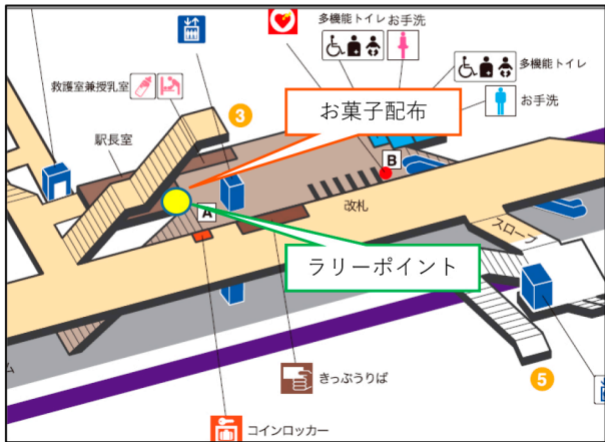 多機能トイレ お手洗
多機能トイレ
お手洗
救護室兼授乳室
3
お菓子配布
駅長室
B
A
改札
スロープ
ラリーポイント
ム
きっぷうりば
5
コインロッカー